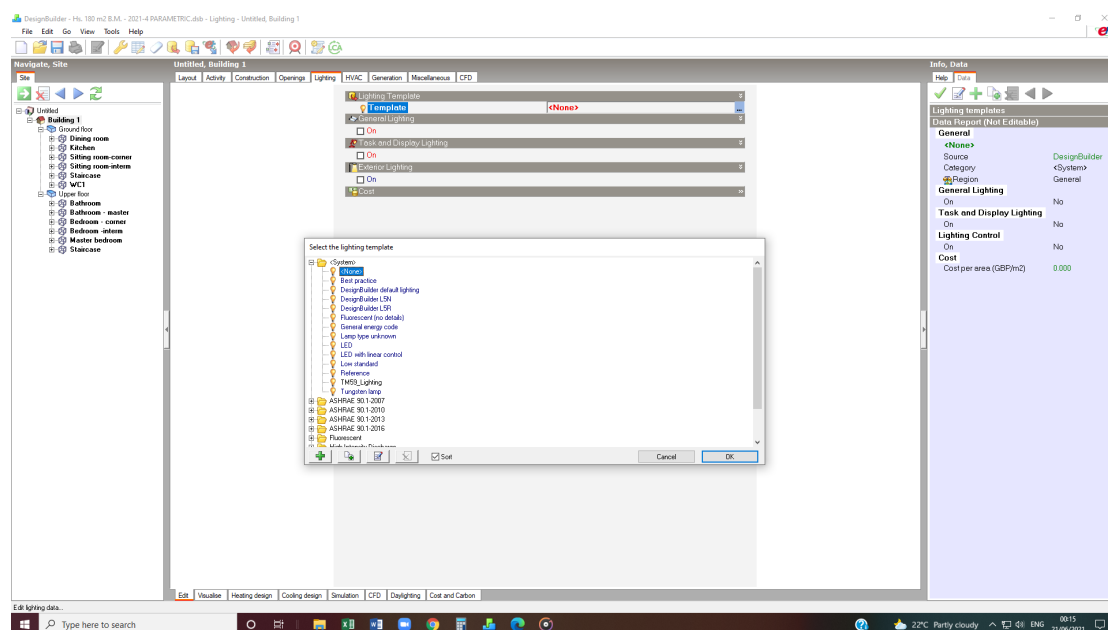 DesignBuilder - Hs. 180 m2 B.M. - 2021-4 PARAMETRIC.dsb - Lighting - Untitled, Building 1
File Edit Go View Tools Help
Navigate, Site
Site
Untitled
Building 1
Ground floor
Dining room
Kitchen
Sitting room-corner
Sitting room-interm
Staircase
WC1
Upper floor
Bathroom
Bathroom - master
Bedroom - corner
Bedroom -interm
Master bedroom
Staircase
Untitled, Building 1
Layout Activity Construction Openings Lighting HVAC Generation Miscellaneous CFD
Lighting Template
Template <None>
General Lighting
On
Task and Display Lighting
On
Exterior Lighting
On
Cost
Select the lighting template
<System>
<None>
Best practice
DesignBuilder default lighting
DesignBuilder L5N
DesignBuilder L5R
Fluorescent (no details)
General energy code
Lamp type unknown
LED
LED with linear control
Low standard
Reference
TM59_Lighting
Tungsten lamp
ASHRAE 90.1-2007
ASHRAE 90.1-2010
ASHRAE 90.1-2013
ASHRAE 90.1-2016
Fluorescent
High Intensity Discharge
Sort Cancel OK
Edit Visualise Heating design Cooling design Simulation CFD Daylighting Cost and Carbon
Info, Data
Help Data
Lighting templates
Data Report (Not Editable)
General
<None>
Source DesignBuilder
Category <System>
Region General
General Lighting
On No
Task and Display Lighting
On No
Lighting Control
On No
Cost
Cost per area (GBP/m2) 0.000
Edit lighting data...
Type here to search
22°C Partly cloudy ENG 00:15
21/06/2021